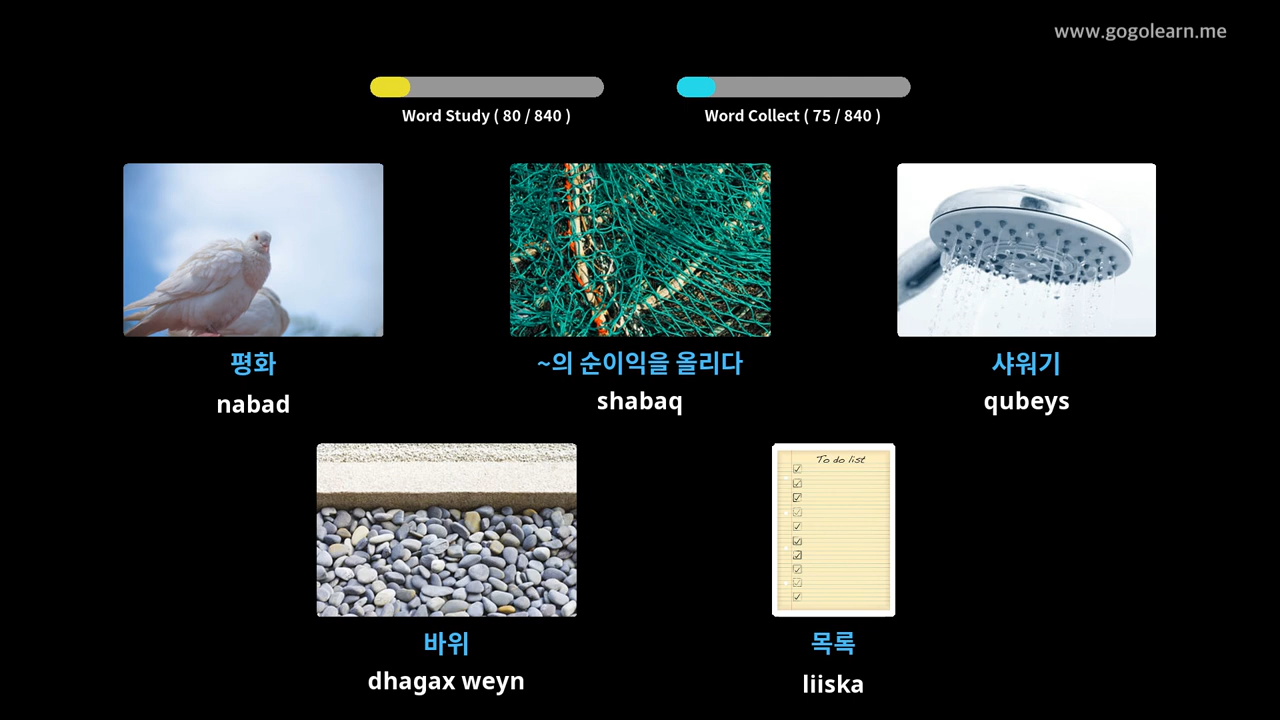 www.gogolearn.me
Word Study ( 80 / 840 )
Word Collect ( 75 / 840 )
평화
nabad
~의 순이익을 올리다
shabaq
샤워기
qubeys
바위
dhagax weyn
To do list
목록
liiska